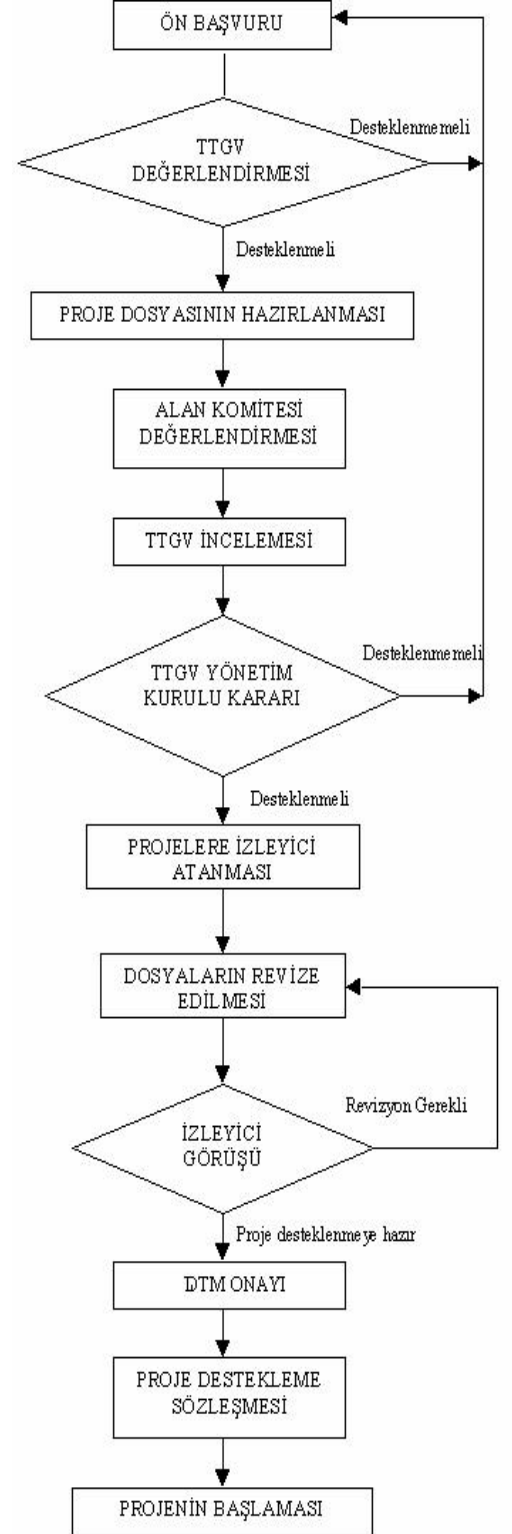 ÖN BAŞVURU
Desteklenmemeli
TTGV
DEĞERLENDİRMESİ
Desteklenmeli
PROJE DOSYASININ HAZIRLANMASI
ALAN KOMİTESİ
DEĞERLENDİRMESİ
TTGV İNCELEMESİ
Desteklenmemeli
TTGV YÖNETİM
KURULU KARARI
Desteklenmeli
PROJELERE İZLEYİCİ
ATANMASI
DOSYALARIN REVİZE
EDİLMESİ
Revizyon Gerekli
İZLEYİCİ
GÖRÜŞÜ
Proje desteklenmeye hazır
DTM ONAYI
PROJE DESTEKLEME
SÖZLEŞMESİ
PROJENİN BAŞLAMASI